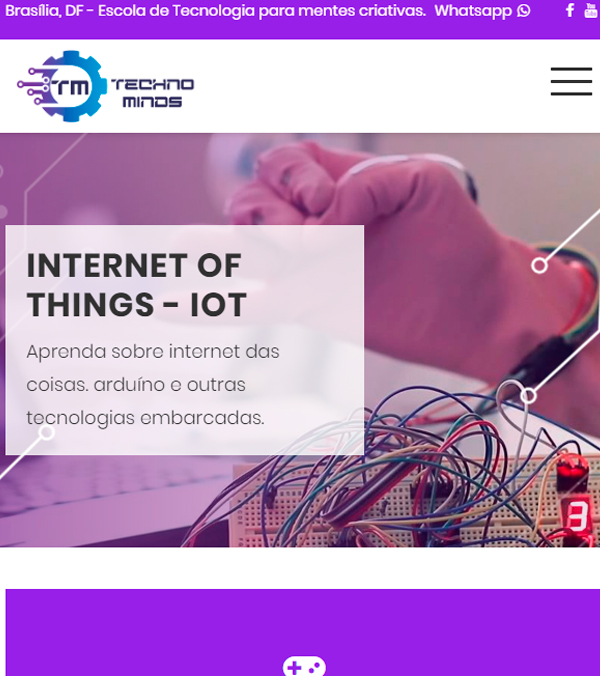 Brasília, DF - Escola de Tecnologia para mentes criativas. Whatsapp
TM TECHNO
MINDS
INTERNET OF
THINGS - IOT
Aprenda sobre internet das
coisas. arduíno e outras
tecnologias embarcadas.
3